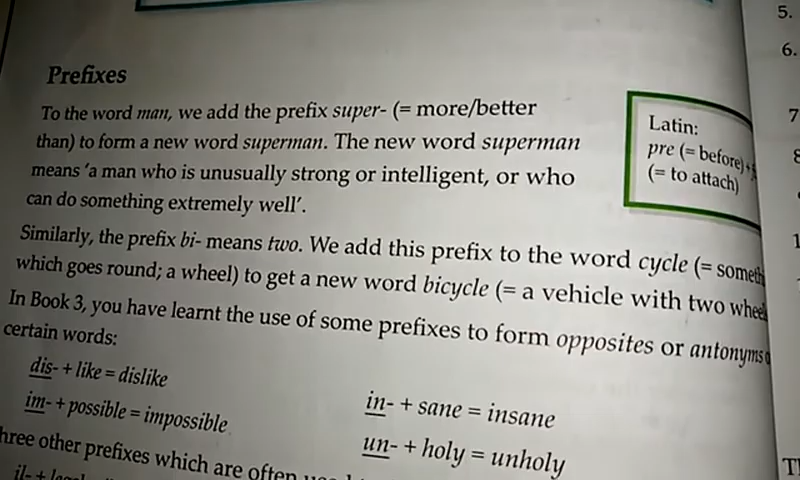 Prefixes
To the word man, we add the prefix super- (= more/better
than) to form a new word superman. The new word superman
means 'a man who is unusually strong or intelligent, or who
can do something extremely well'.
Latin:
pre (= before) +
(= to attach)
Similarly, the prefix bi- means two. We add this prefix to the word cycle (=
which goes round; a wheel) to get a new word bicycle (= a vehicle with two
In Book 3, you have learnt the use of some prefixes to form opposites or antonyms
certain words:
dis- + like = dislike
im- + possible = impossible
in- + sane = insane
un- + holy = unholy
other prefixes which are often
il- +
5.
6.
7